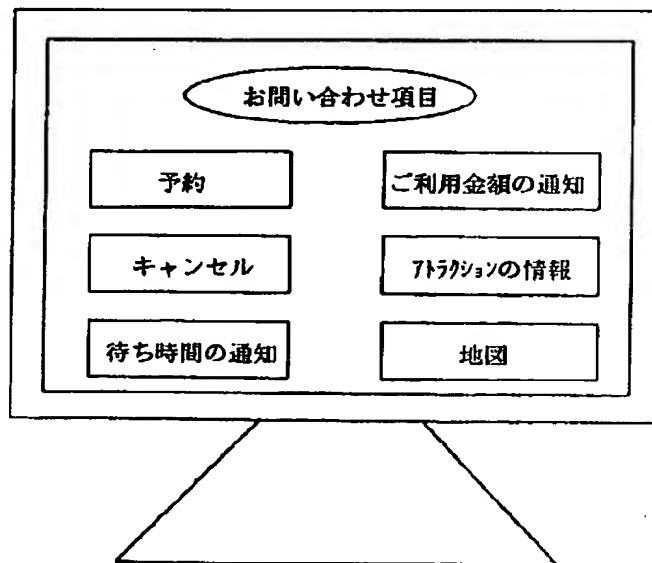 お問い合わせ項目
予約
ご利用金額の通知
キャンセル
ｱﾄﾗｸｼｮﾝの情報
待ち時間の通知
地図